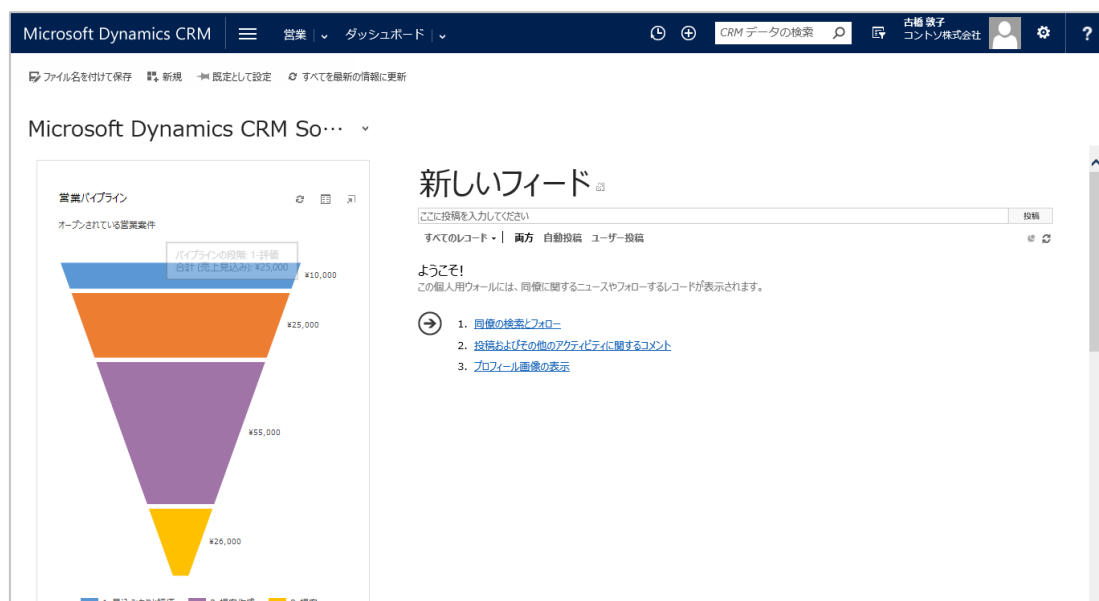 Microsoft Dynamics CRM 営業 ダッシュボード CRM データの検索 古橋 敦子
コントソ株式会社 ?
ファイル名を付けて保存 新規 既定として設定 すべてを最新の情報に更新
Microsoft Dynamics CRM So…
営業パイプライン
オープンされている営業案件
パイプラインの段階: 1-評価
合計 (売上見込み): ¥25,000
¥10,000
¥25,000
¥55,000
¥26,000
新しいフィード
ここに投稿を入力してください 投稿
すべてのレコード 両方 自動投稿 ユーザー投稿
ようこそ!
この個人用ウォールには、同僚に関するニュースやフォローするレコードが表示されます。
1. 同僚の検索とフォロー
2. 投稿およびその他のアクティビティに関するコメント
3. プロフィール画像の表示